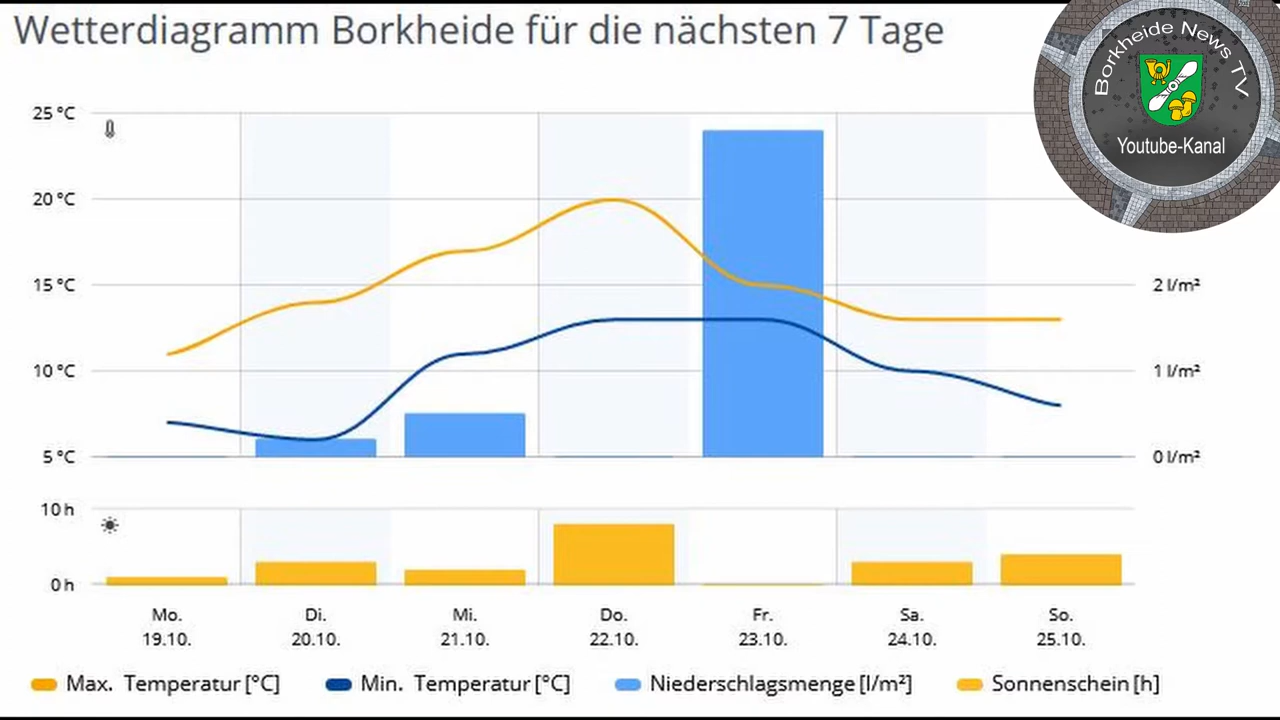 Wetterdiagramm Borkheide für die nächsten 7 Tage
Borkheide News TV
Youtube-Kanal
25 °C
20 °C
15 °C
2 l/m²
10 °C
1 l/m²
5 °C
0 l/m²
10 h
0 h
Mo. Di. Mi. Do. Fr. Sa. So.
19.10. 20.10. 21.10. 22.10. 23.10. 24.10. 25.10.
Max. Temperatur [°C] Min. Temperatur [°C] Niederschlagsmenge [l/m²] Sonnenschein [h]